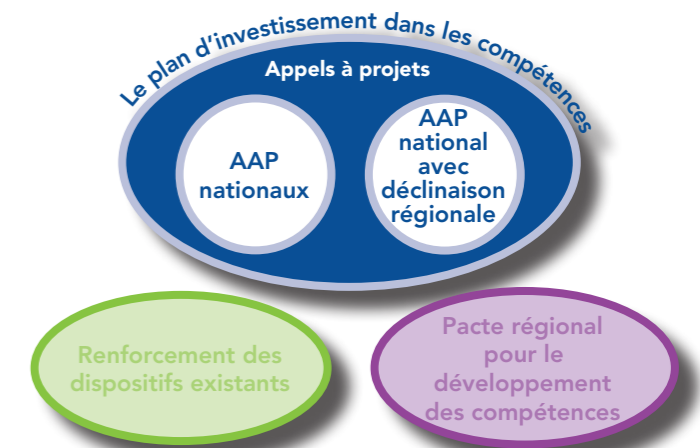 Le plan d'investissement dans les compétences
Appels à projets
AAP
nationaux
AAP
national
avec
déclinaison
régionale
Renforcement des
dispositifs existants
Pacte régional
pour le
développement
des compétences